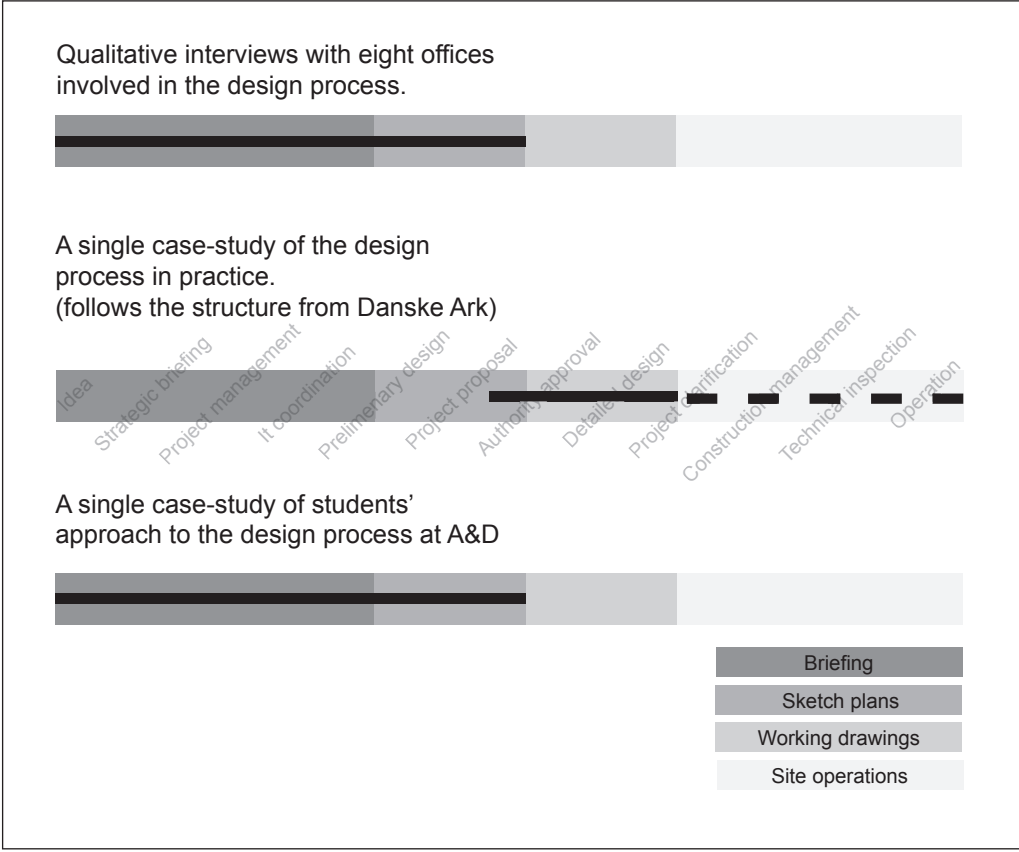 Qualitative interviews with eight offices
involved in the design process.
A single case-study of the design
process in practice.
(follows the structure from Danske Ark)
Idea
Strategic briefing
Project management
It coordination
Prelimenary design
Project proposal
Authority approval
Detailed design
Project clarification
Construction management
Technical inspection
Operation
A single case-study of students’
approach to the design process at A&D
Briefing
Sketch plans
Working drawings
Site operations